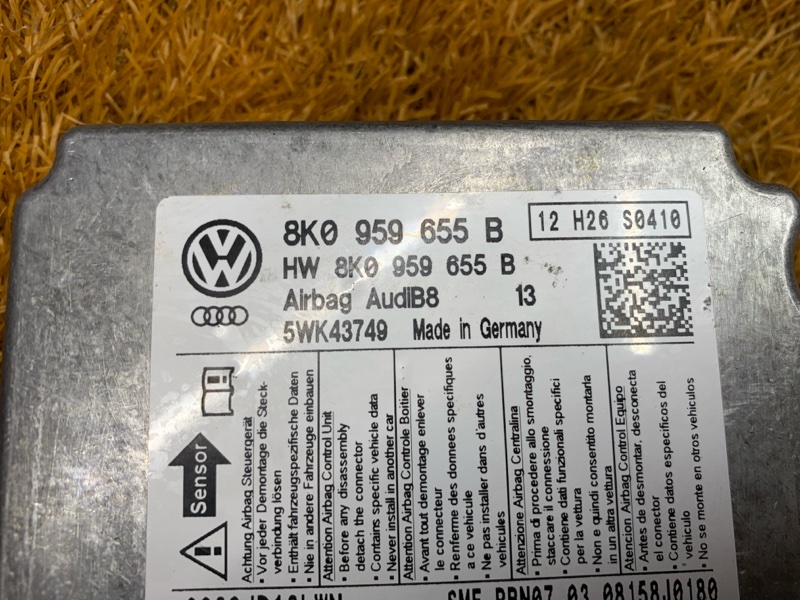 8K0 959 655 B
12 H26 S0410
HW 8K0 959 655 B
Airbag AudiB8 13
5WK43749 Made in Germany
Sensor
Achtung Airbag Steuergerät
• Vor jeder Demontage die Steck-
verbindung lösen
• Enthält fahrzeugspezifische Daten
• Nie in andere Fahrzeuge einbauen
Attention Airbag Control Unit
• Before any disassembly
detach the connector
• Contains specific vehicle data
• Never install in another car
Attention Airbag Controle Boitier
• Avant tout demontage enlever
le connecteur
• Renferme des donnees specifiques
a ce vehicule
• Ne pas installer dans d'autres
vehicules
Attenzione Airbag Centralina
• Prima di procedere allo smontaggio,
staccare il connessione
• Contiene dati funzionali specifici
per la vettura
• Non e quindi consentito montarla
in un altra vettura
Atencion Airbag Control Equipo
• Antes de desmontar, desconecta
el conector
• Contiene datos especificos del
vehiculo
• No se monte en otros vehiculos
03 08158J0180